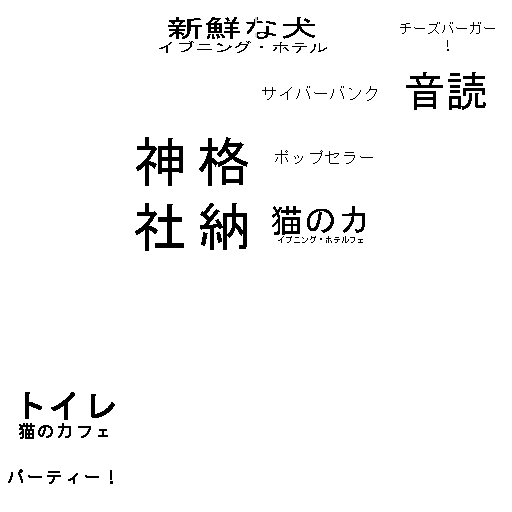 新鮮な犬
イブニング・ホテル
チーズバーガー
！
サイバーバンク
音読
神格
ポップセラー
社納
猫のカ
イブニング・ホテルフェ
トイレ
猫のカフェ
パーティー！